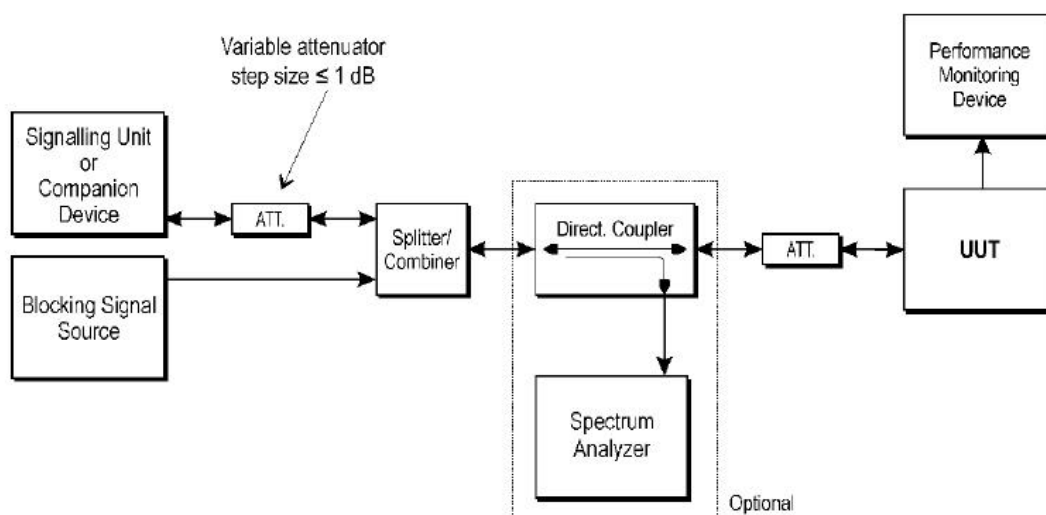 Variable attenuator
step size ≤ 1 dB
Performance
Monitoring
Device
Signalling Unit
or
Companion
Device
ATT.
Splitter/
Combiner
Direct. Coupler
ATT.
UUT
Blocking Signal
Source
Spectrum
Analyzer
Optional